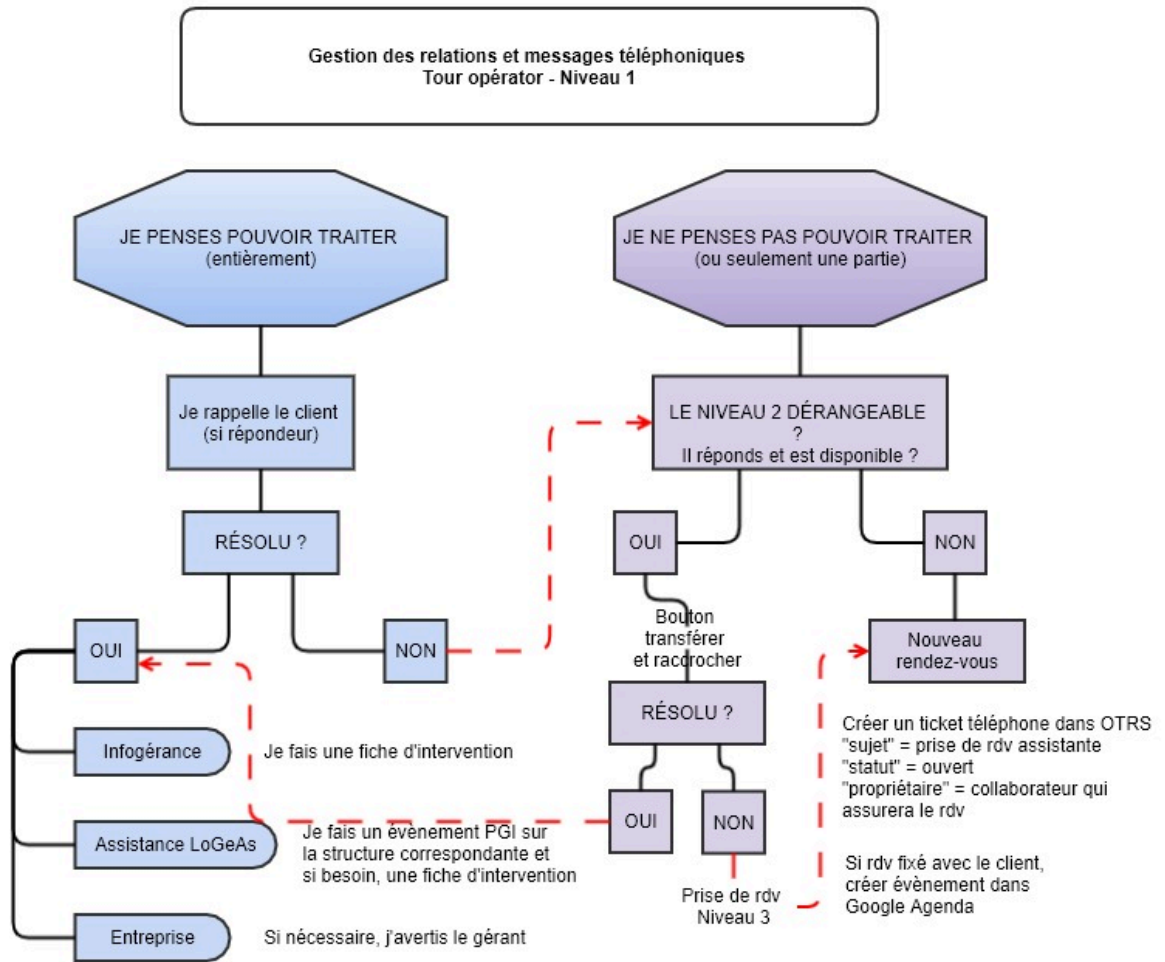 Gestion des relations et messages téléphoniques
Tour opérator - Niveau 1
JE PENSES POUVOIR TRAITER
(entièrement)
JE NE PENSES PAS POUVOIR TRAITER
(ou seulement une partie)
Je rappelle le client
(si répondeur)
LE NIVEAU 2 DÉRANGEABLE
?
Il réponds et est disponible ?
RÉSOLU ?
OUI
NON
OUI
NON
Bouton
transférer
et raccrocher
Nouveau
rendez-vous
RÉSOLU ?
Infogérance
Je fais une fiche d'intervention
Créer un ticket téléphone dans OTRS
"sujet" = prise de rdv assistante
"statut" = ouvert
"propriétaire" = collaborateur qui
assurera le rdv
OUI
NON
Assistance LoGeAs
Je fais un évènement PGI sur
la structure correspondante et
si besoin, une fiche d'intervention
Prise de rdv
Niveau 3
Si rdv fixé avec le client,
créer évènement dans
Google Agenda
Entreprise
Si nécessaire, j'avertis le gérant